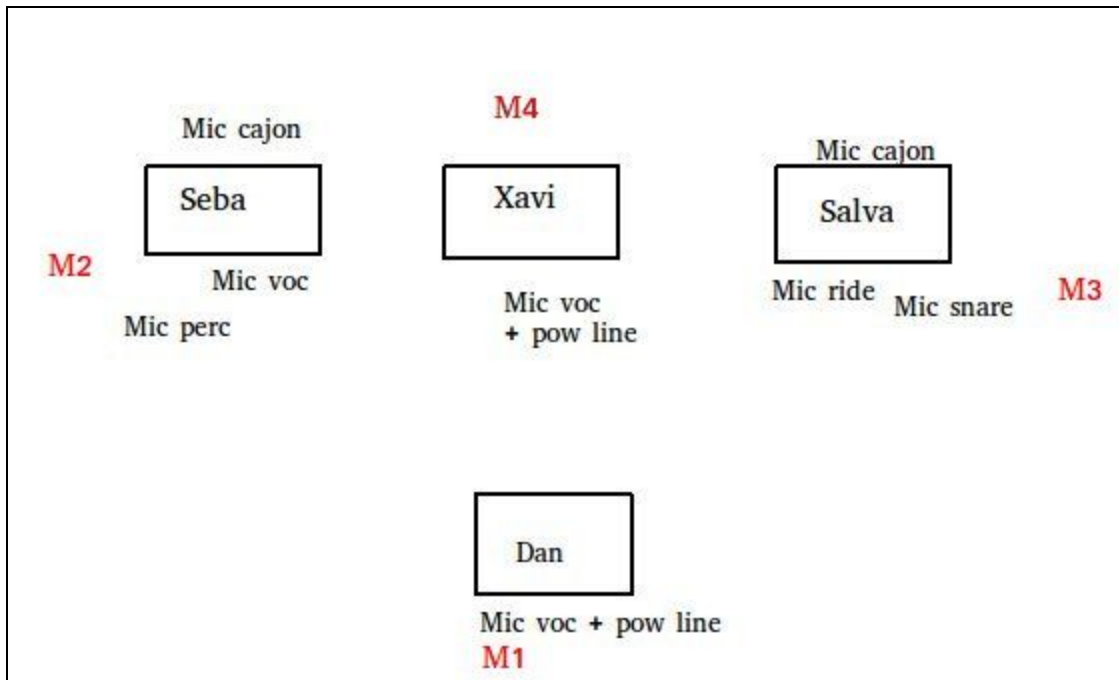 M4
Mic cajon
Mic cajon
Seba
Xavi
Salva
M2
Mic voc
Mic ride
Mic snare
M3
Mic perc
Mic voc
+ pow line
Dan
Mic voc + pow line
M1